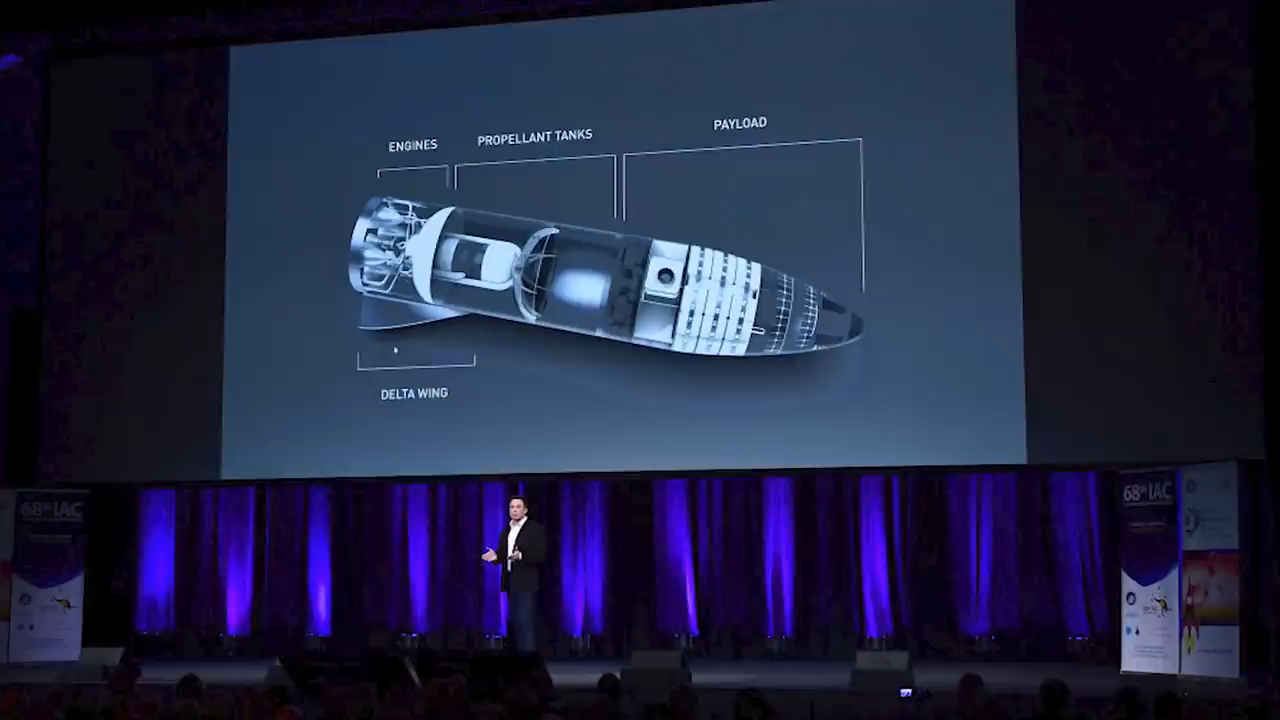 ENGINES
PROPELLANT TANKS
PAYLOAD
DELTA WING
68th IAC
68th IAC